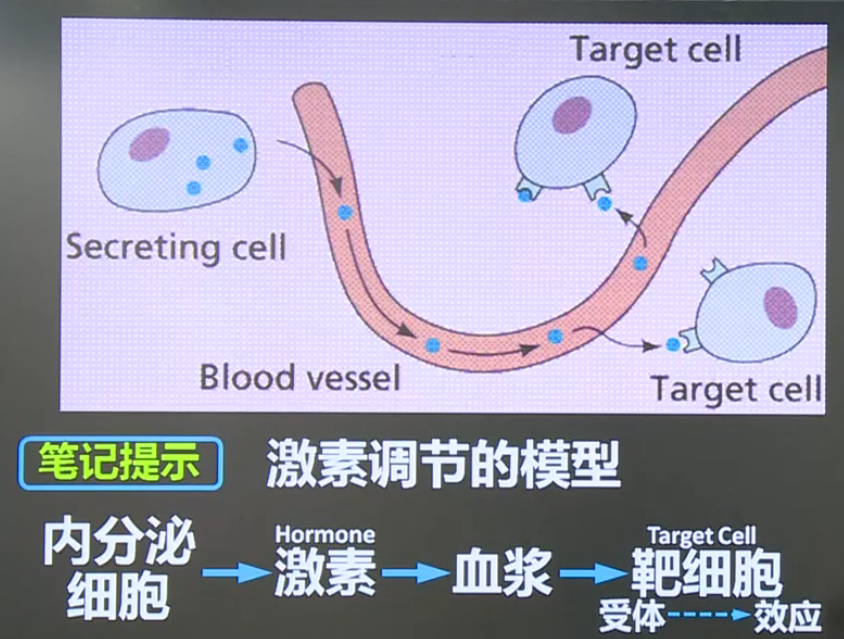 Target cell
Secreting cell
Blood vessel
Target cell
笔记提示
激素调节的模型
内分泌
细胞
Hormone
激素
血浆
Target Cell
靶细胞
受体
效应